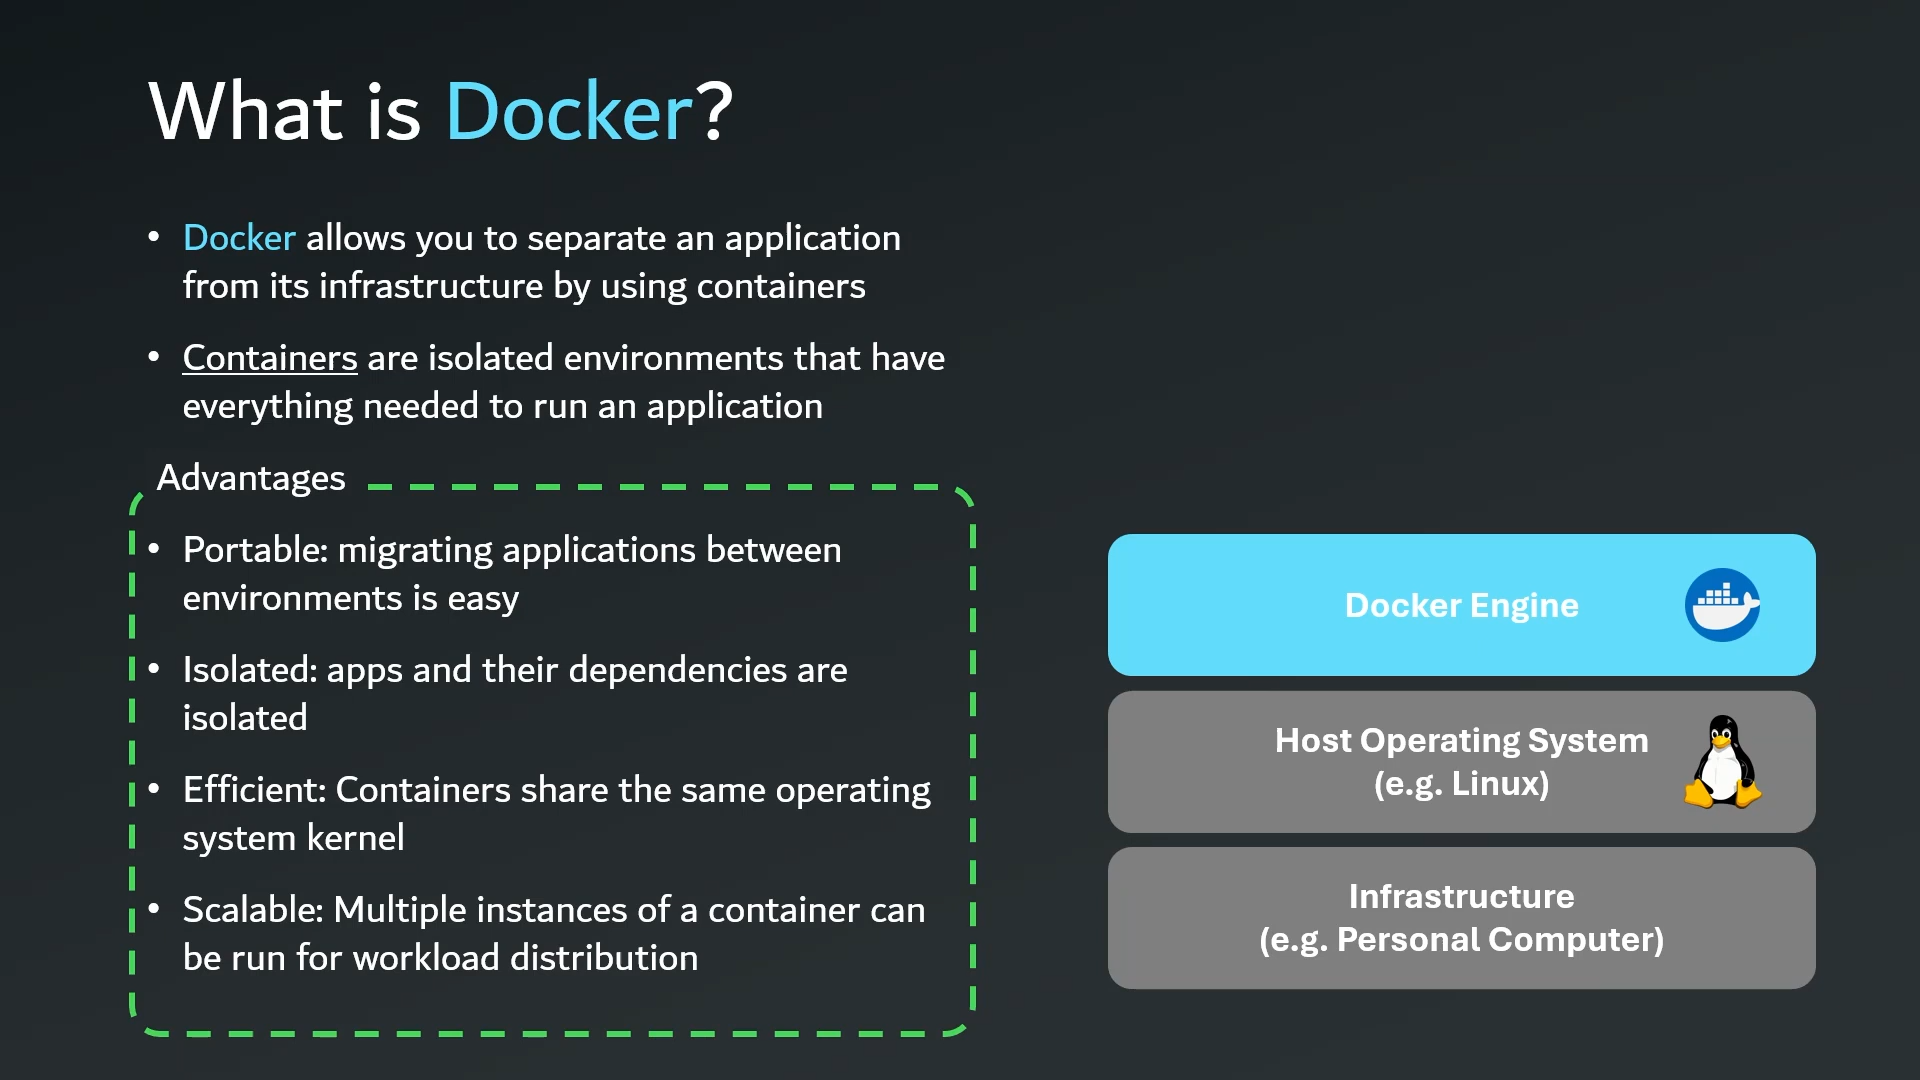 What is Docker?
• Docker allows you to separate an application
from its infrastructure by using containers
• Containers are isolated environments that have
everything needed to run an application
Advantages
• Portable: migrating applications between
environments is easy
• Isolated: apps and their dependencies are
isolated
• Efficient: Containers share the same operating
system kernel
• Scalable: Multiple instances of a container can
be run for workload distribution
Docker Engine
Host Operating System
(e.g. Linux)
Infrastructure
(e.g. Personal Computer)